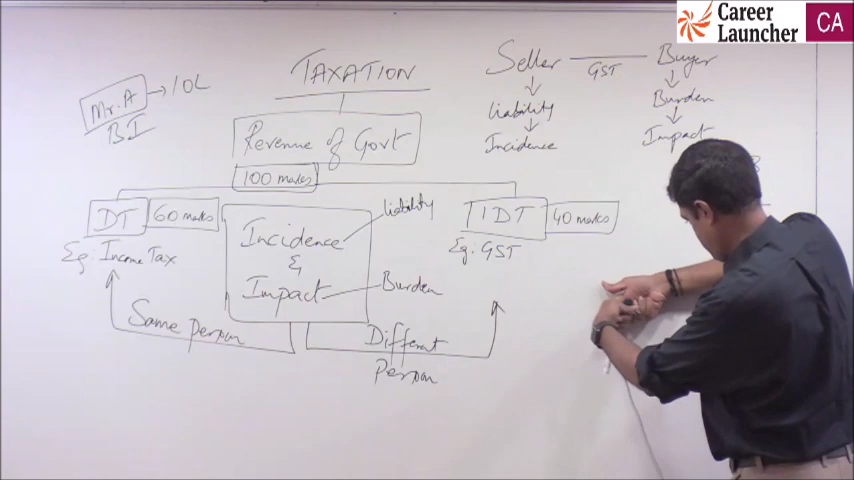 Career
Launcher
CA
TAXATION
Seller
GST
Buyer
Mr. A
10L
BI
liability
Burden
Incidence
Impact
Revenue of Govt
100 marks
DT
60 marks
Incidence
&
Impact
liability
Burden
IDT
40 marks
Eg. Income Tax
Eg. GST
Same person
Different
Person